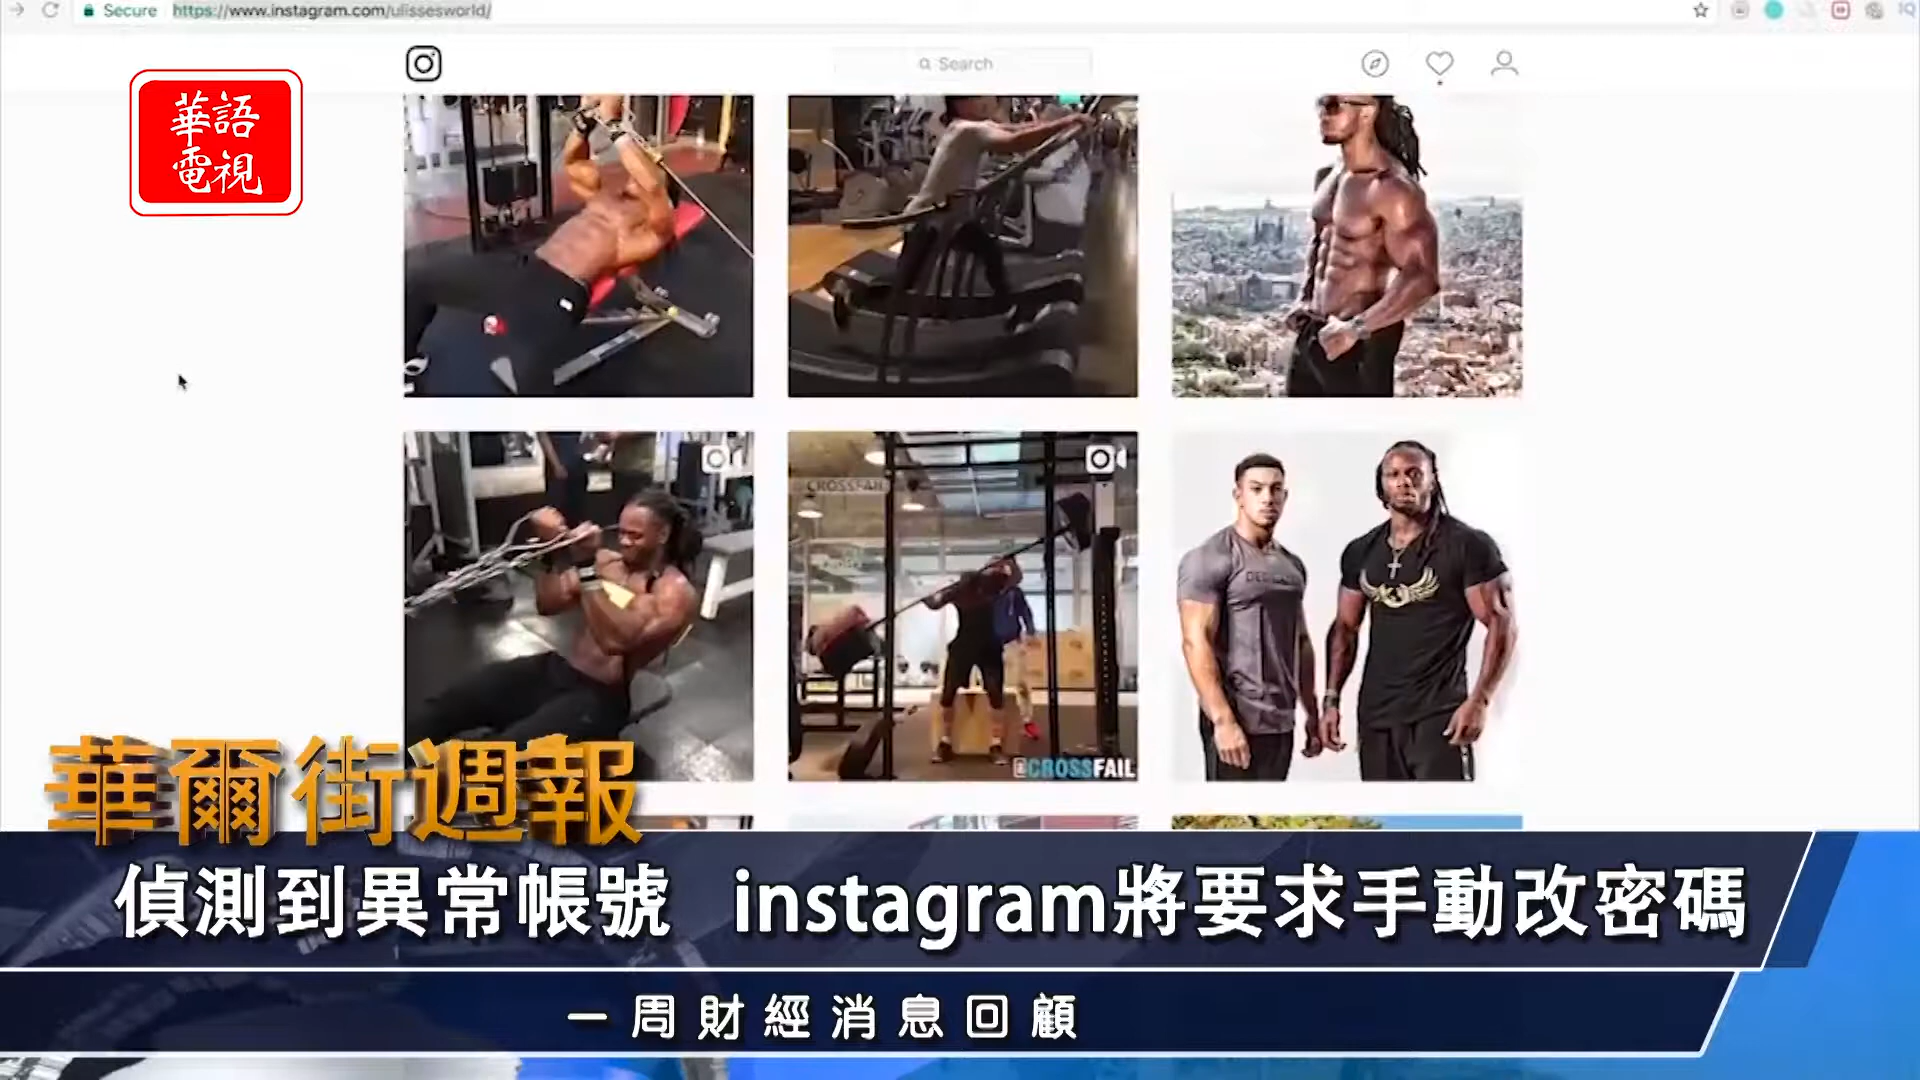 Secure https://www.instagram.com/ulissesworld/
Search
華語
電視
CROSSFAIL
@CROSSFAIL
華爾街週報
偵測到異常帳號 instagram將要求手動改密碼
一周財經消息回顧